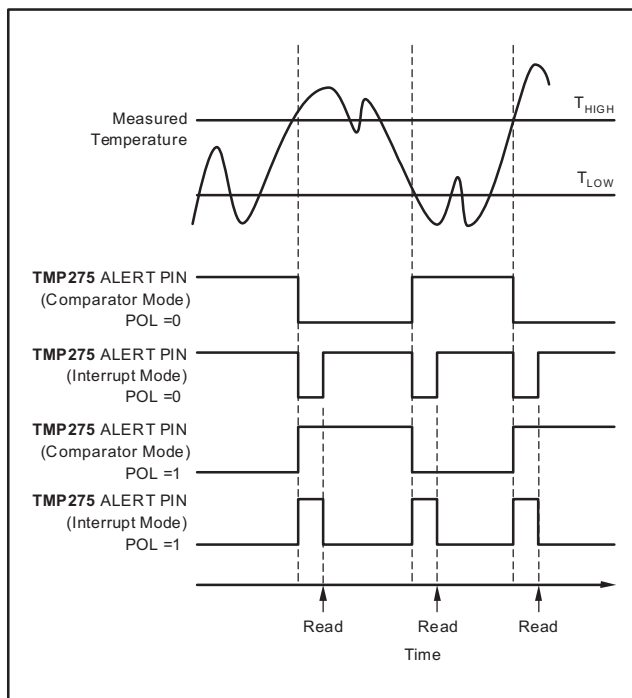 Measured
Temperature
THIGH
TLOW
TMP275 ALERT PIN
(Comparator Mode)
POL =0
TMP275 ALERT PIN
(Interrupt Mode)
POL =0
TMP275 ALERT PIN
(Comparator Mode)
POL =1
TMP275 ALERT PIN
(Interrupt Mode)
POL =1
Read Read Read
Time